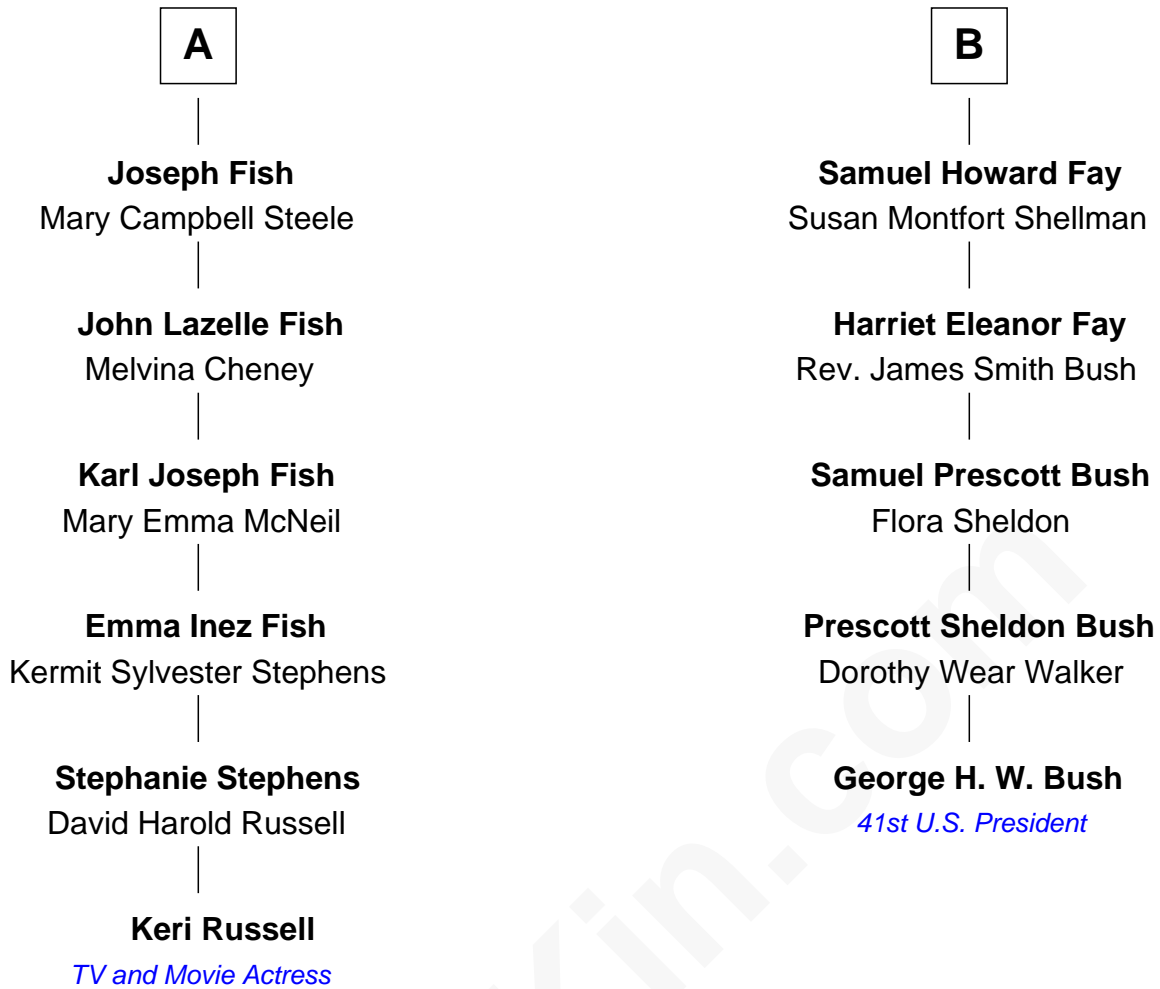 A
Joseph Fish
Mary Campbell Steele
John Lazelle Fish
Melvina Cheney
Karl Joseph Fish
Mary Emma McNeil
Emma Inez Fish
Kermit Sylvester Stephens
Stephanie Stephens
David Harold Russell
Keri Russell
TV and Movie Actress
B
Samuel Howard Fay
Susan Montfort Shellman
Harriet Eleanor Fay
Rev. James Smith Bush
Samuel Prescott Bush
Flora Sheldon
Prescott Sheldon Bush
Dorothy Wear Walker
George H. W. Bush
41st U.S. President